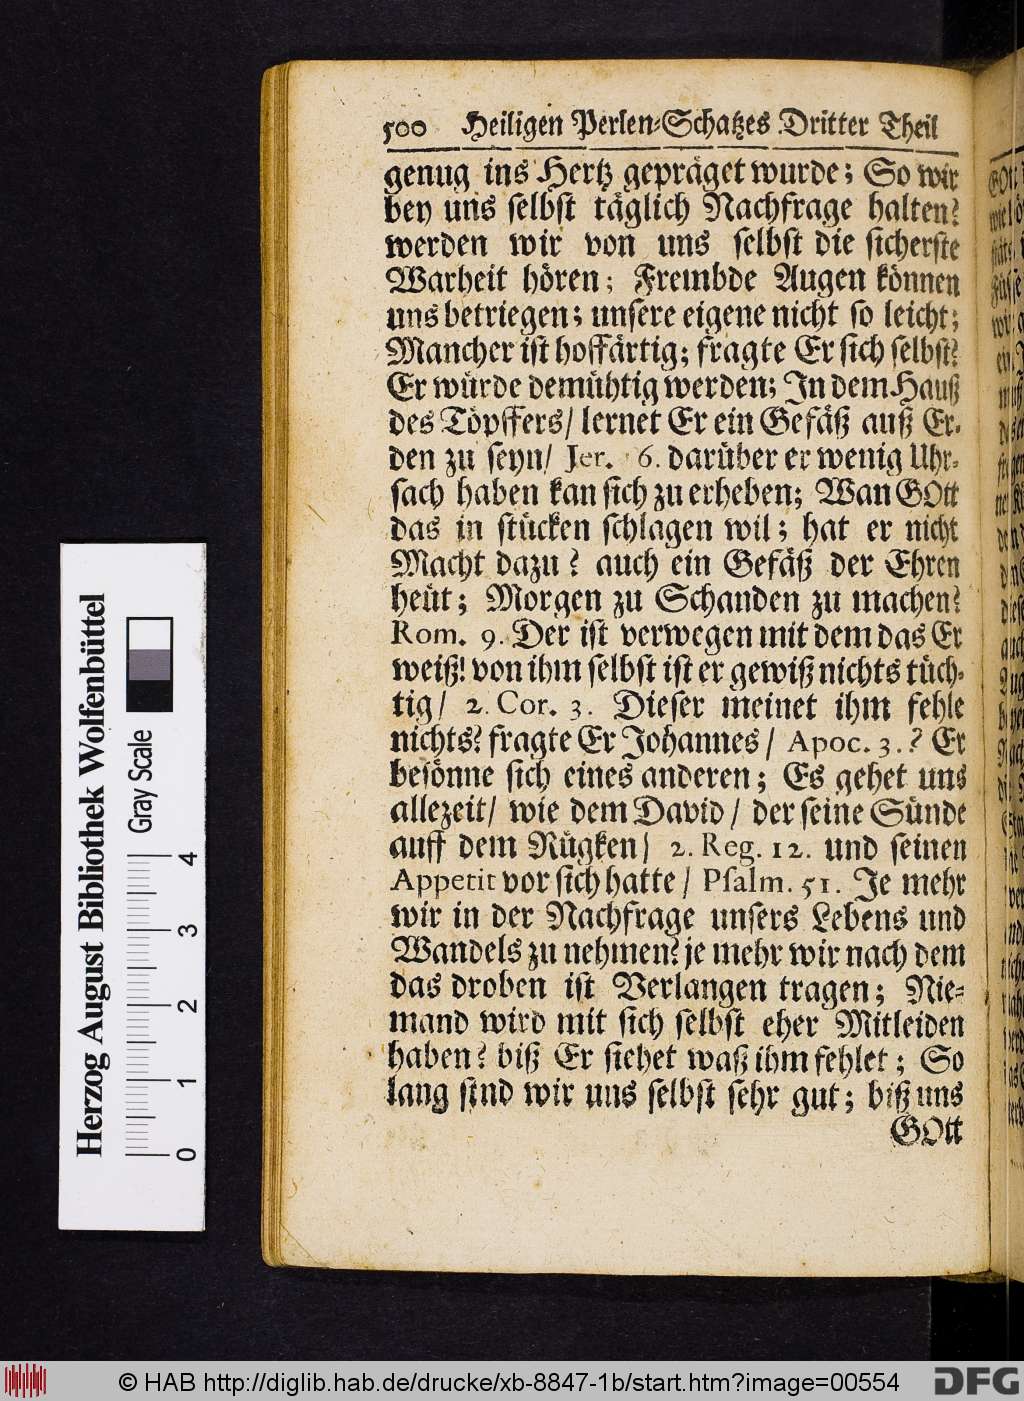 500 Heiligen Perlen-Schatzes Dritter Theil
genug ins Hertz gepräget wurde; So wir
bey uns selbst täglich Nachfrage halten?
werden wir von uns selbst die sicherste
Warheit hören; Frembde Augen können
uns betriegen; unsere eigene nicht so leicht;
Mancher ist hoffärtig; fragte Er sich selbst?
Er würde demühtig werden; In dem Hauß
des Töpffers/ lernet Er ein Gefäß auß Er-
den zu seyn/ Jer. 6. darüber er wenig Uhr-
sach haben kan sich zu erheben; Wan GOtt
das in stücken schlagen wil; hat er nicht
Macht dazu? auch ein Gefäß der Ehren
heüt; Morgen zu Schanden zu machen?
Rom. 9. Der ist verwegen mit dem das Er
weiß! von ihm selbst ist er gewiß nichts tüch-
tig/ 2. Cor. 3. Dieser meinet ihm fehle
nichts? fragte Er Johannes/ Apoc. 3.? Er
besönne sich eines anderen; Es gehet uns
allezeit/ wie dem David/ der seine Sünde
auff dem Rügken/ 2. Reg. 12. und seinen
Appetit vor sich hatte/ Psalm. 51. Je mehr
wir in der Nachfrage unsers Lebens und
Wandels zu nehmen? je mehr wir nach dem
das droben ist Verlangen tragen; Nie-
mand wird mit sich selbst eher Mitleiden
haben? biß Er siehet waß ihm fehlet; So
lang sind wir uns selbst sehr gut; biß uns
GOtt
Herzog August Bibliothek Wolfenbüttel
Gray Scale
0 1 2 3 4
© HAB http://diglib.hab.de/drucke/xb-8847-1b/start.htm?image=00554
DFG